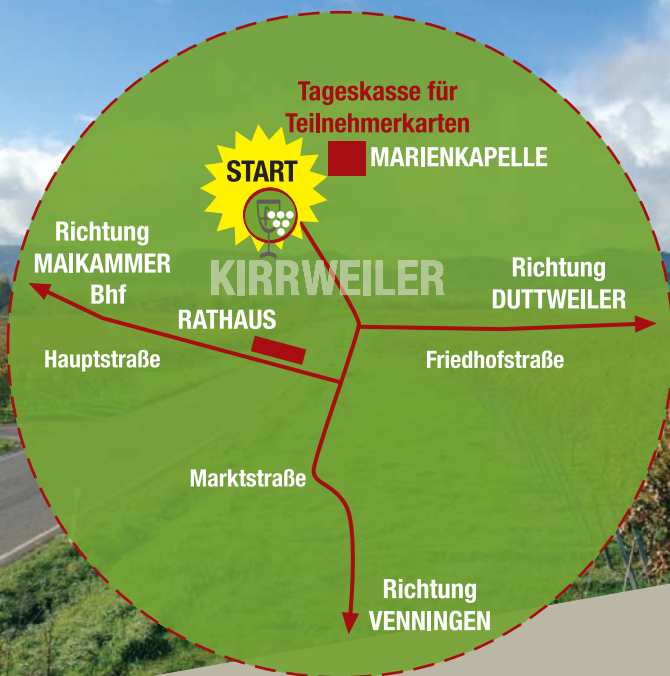 Tageskasse für
Teilnehmerkarten
MARIENKAPELLE
START
KIRRWEILER
Richtung
MAIKAMMER
Bhf
Richtung
DUTTWEILER
RATHAUS
Hauptstraße
Friedhofstraße
Marktstraße
Richtung
VENNINGEN